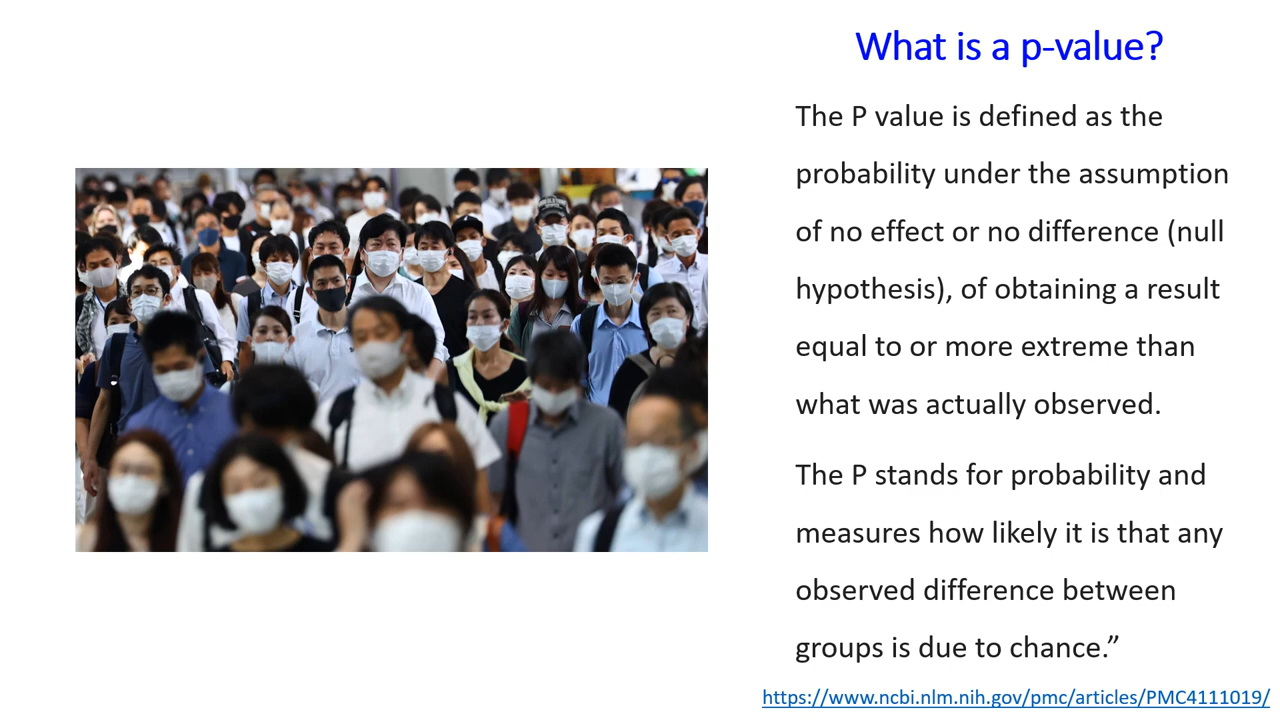 What is a p-value?
The P value is defined as the
probability under the assumption
of no effect or no difference (null
hypothesis), of obtaining a result
equal to or more extreme than
what was actually observed.
The P stands for probability and
measures how likely it is that any
observed difference between
groups is due to chance.”
https://www.ncbi.nlm.nih.gov/pmc/articles/PMC4111019/